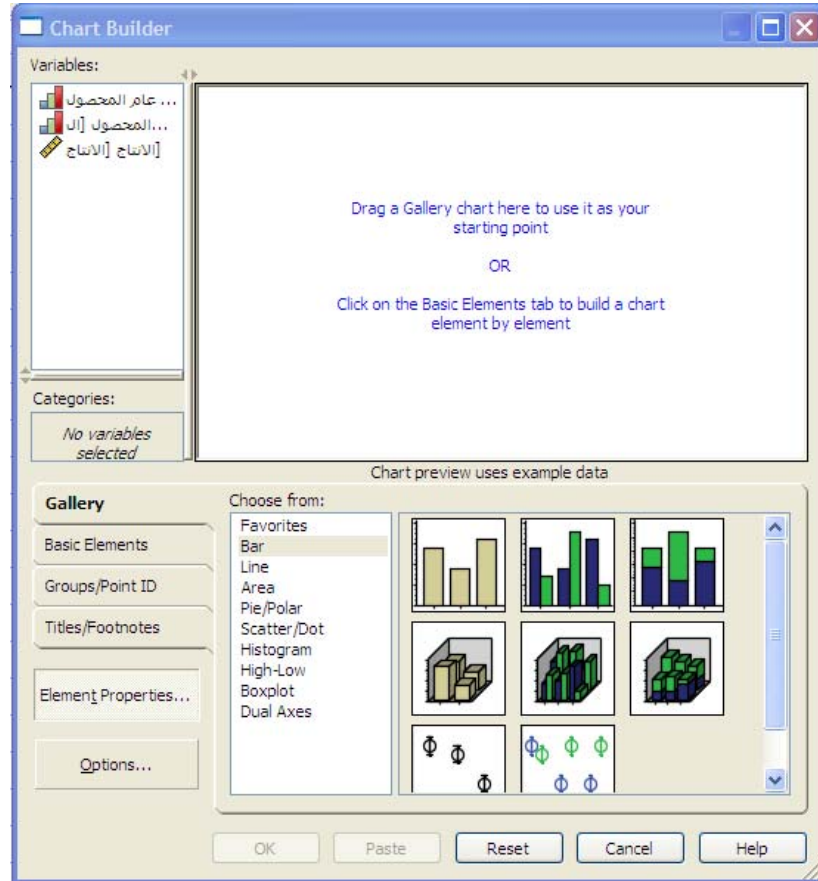 Chart Builder
Variables:
... عام المحصول
...المحصول [ال
الانتاج [الانتاج]
Drag a Gallery chart here to use it as your
starting point
OR
Click on the Basic Elements tab to build a chart
element by element
Categories:
No variables
selected
Chart preview uses example data
Gallery
Basic Elements
Groups/Point ID
Titles/Footnotes
Element Properties...
Options...
Choose from:
Favorites
Bar
Line
Area
Pie/Polar
Scatter/Dot
Histogram
High-Low
Boxplot
Dual Axes
OK
Paste
Reset
Cancel
Help